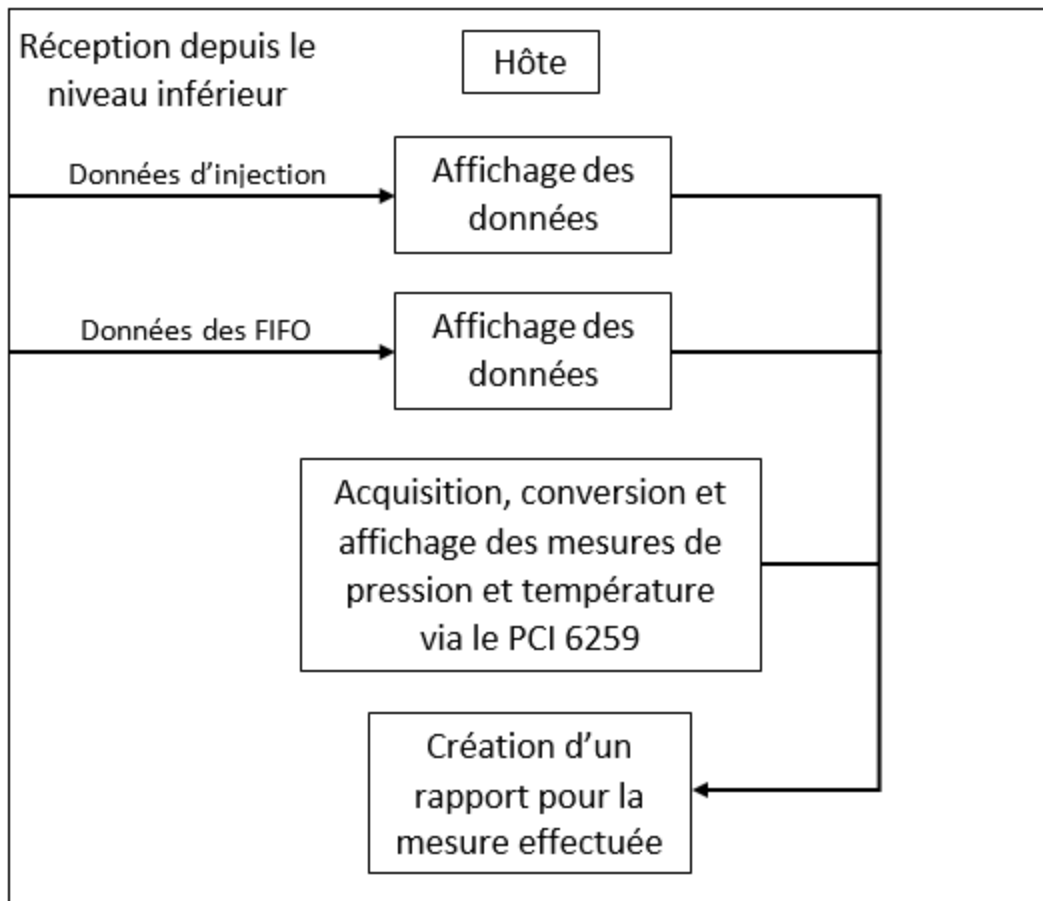 Réception depuis le
niveau inférieur
Hôte
Données d’injection
Affichage des
données
Données des FIFO
Affichage des
données
Acquisition, conversion et
affichage des mesures de
pression et température
via le PCI 6259
Création d’un
rapport pour la
mesure effectuée